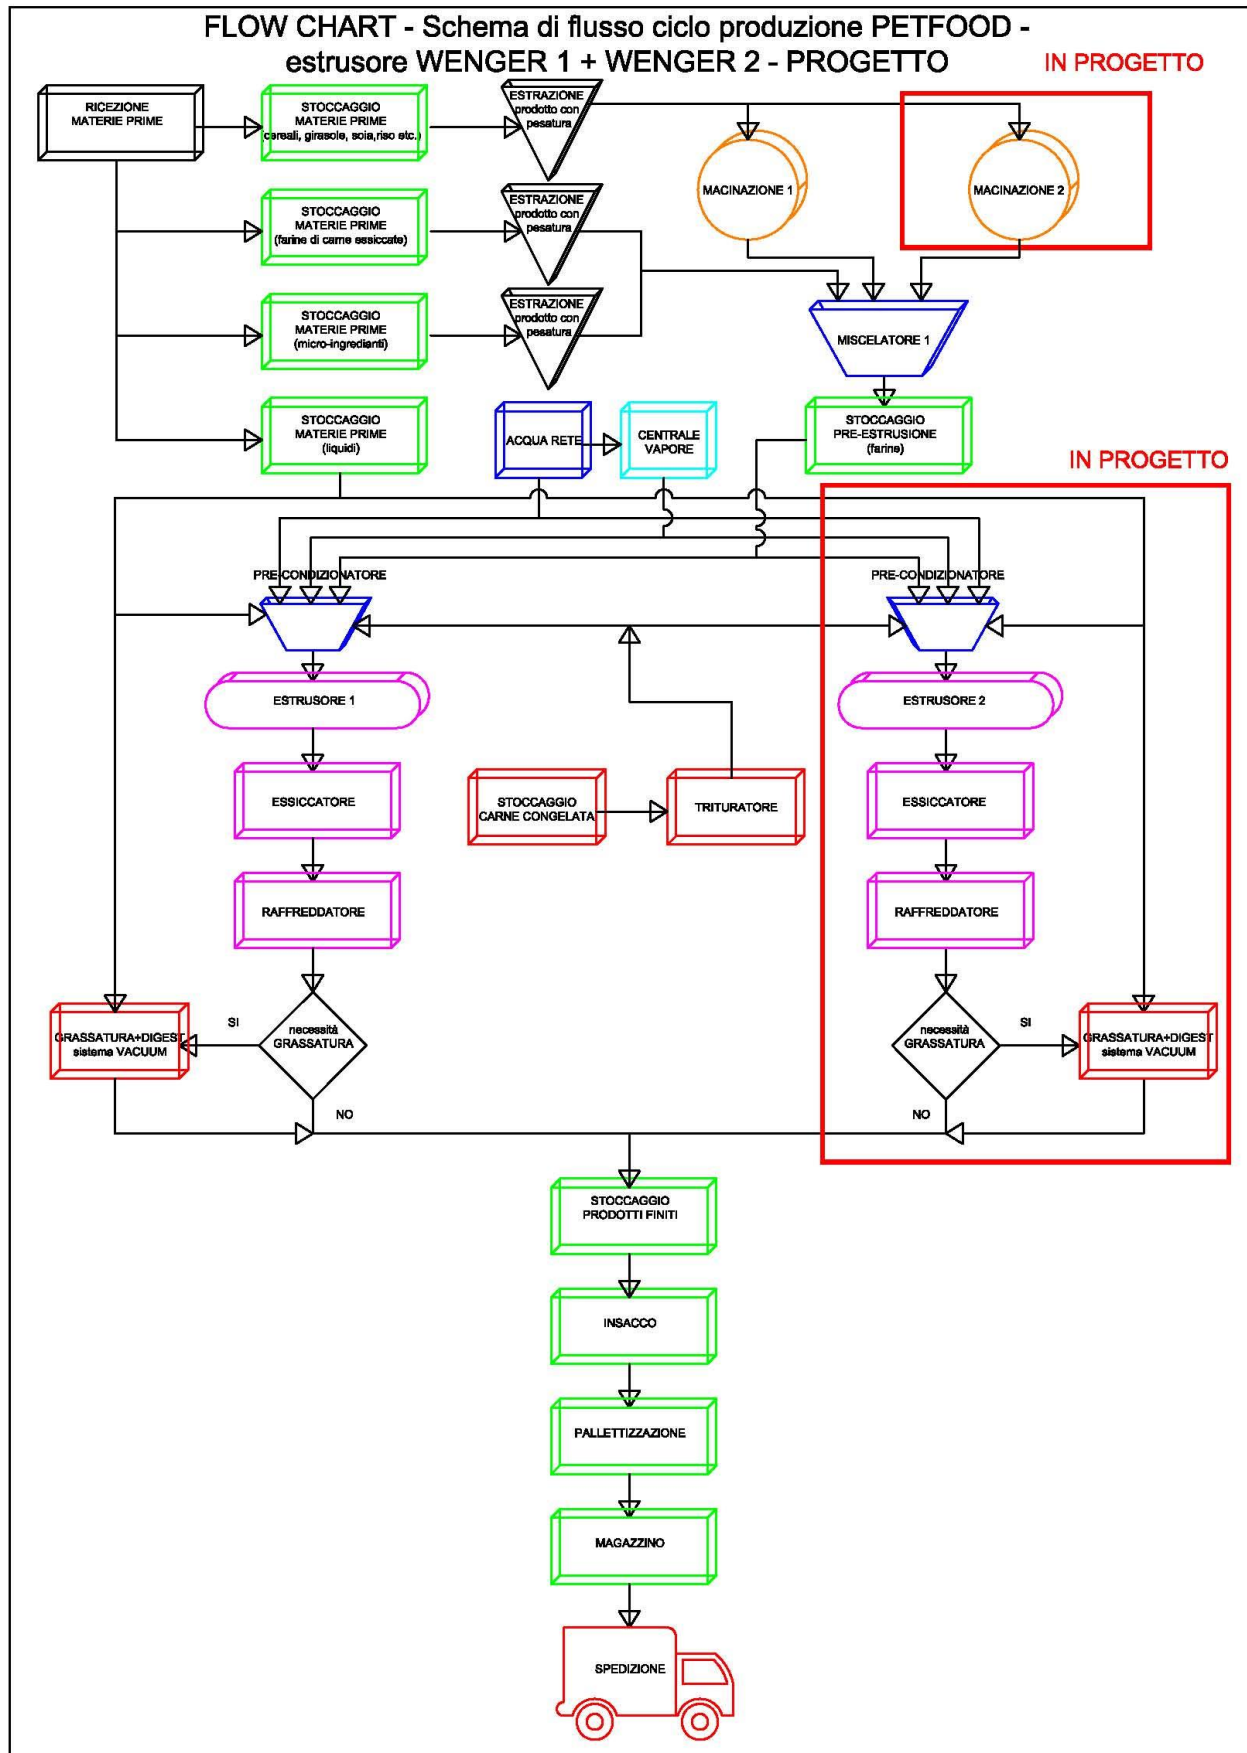 FLOW CHART - Schema di flusso ciclo produzione PETFOOD -
estrusore WENGER 1 + WENGER 2 - PROGETTO
IN PROGETTO
RICEZIONE
MATERIE PRIME
STOCCAGGIO
MATERIE PRIME
(cereali, girasole, soia,riso etc.)
ESTRAZIONE
prodotto con
pesatura
MACINAZIONE 1
MACINAZIONE 2
STOCCAGGIO
MATERIE PRIME
(farine di carne essiccate)
ESTRAZIONE
prodotto con
pesatura
STOCCAGGIO
MATERIE PRIME
(micro-ingredianti)
ESTRAZIONE
prodotto con
pesatura
MISCELATORE 1
STOCCAGGIO
MATERIE PRIME
(liquidi)
ACQUA RETE
CENTRALE
VAPORE
STOCCAGGIO
PRE-ESTRUSIONE
(farine)
IN PROGETTO
PRE-CONDIZIONATORE
PRE-CONDIZIONATORE
ESTRUSORE 1
ESTRUSORE 2
ESSICCATORE
STOCCAGGIO
CARNE CONGELATA
TRITURATORE
ESSICCATORE
RAFFREDDATORE
RAFFREDDATORE
GRASSATURA+DIGEST
sistema VACUUM
SI
necessità
GRASSATURA
NO
necessità
GRASSATURA
SI
GRASSATURA+DIGEST
sistema VACUUM
NO
STOCCAGGIO
PRODOTTI FINITI
INSACCO
PALLETTIZZAZIONE
MAGAZZINO
SPEDIZIONE